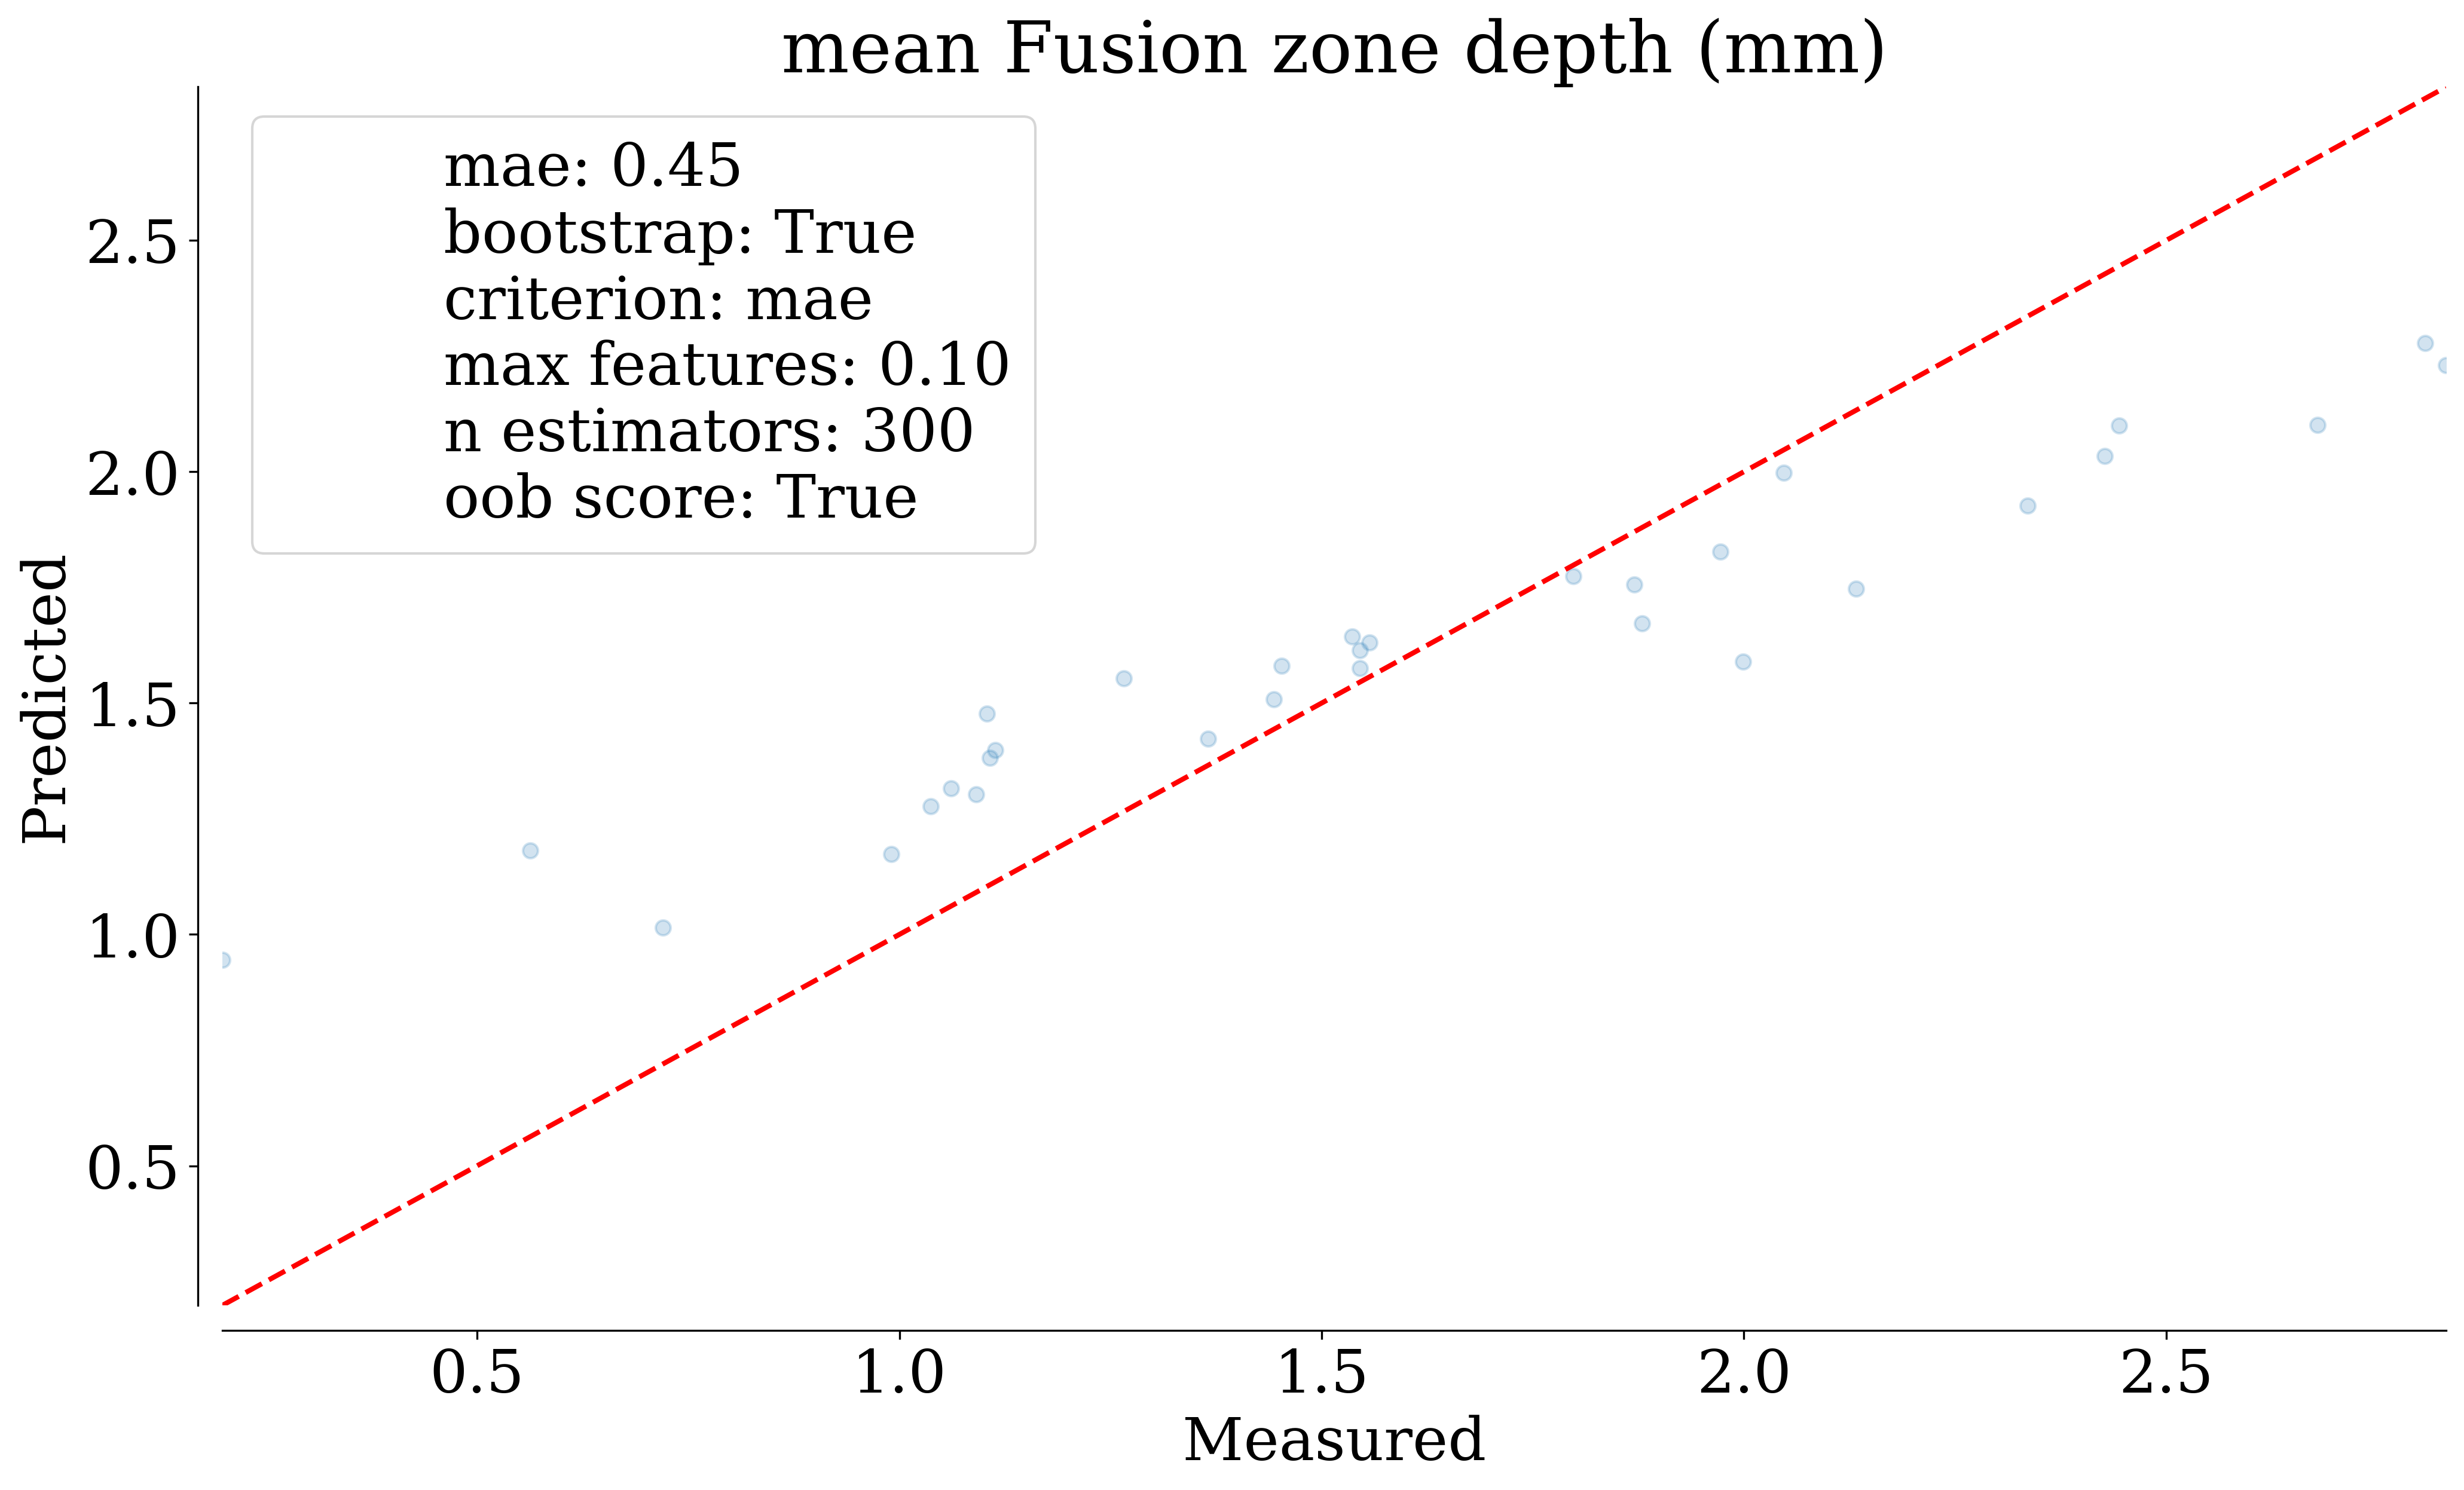 mean Fusion zone depth (mm)
mae: 0.45
bootstrap: True
criterion: mae
max features: 0.10
n estimators: 300
oob score: True
Predicted
2.5
2.0
1.5
1.0
0.5
0.5 1.0 1.5 2.0 2.5
Measured